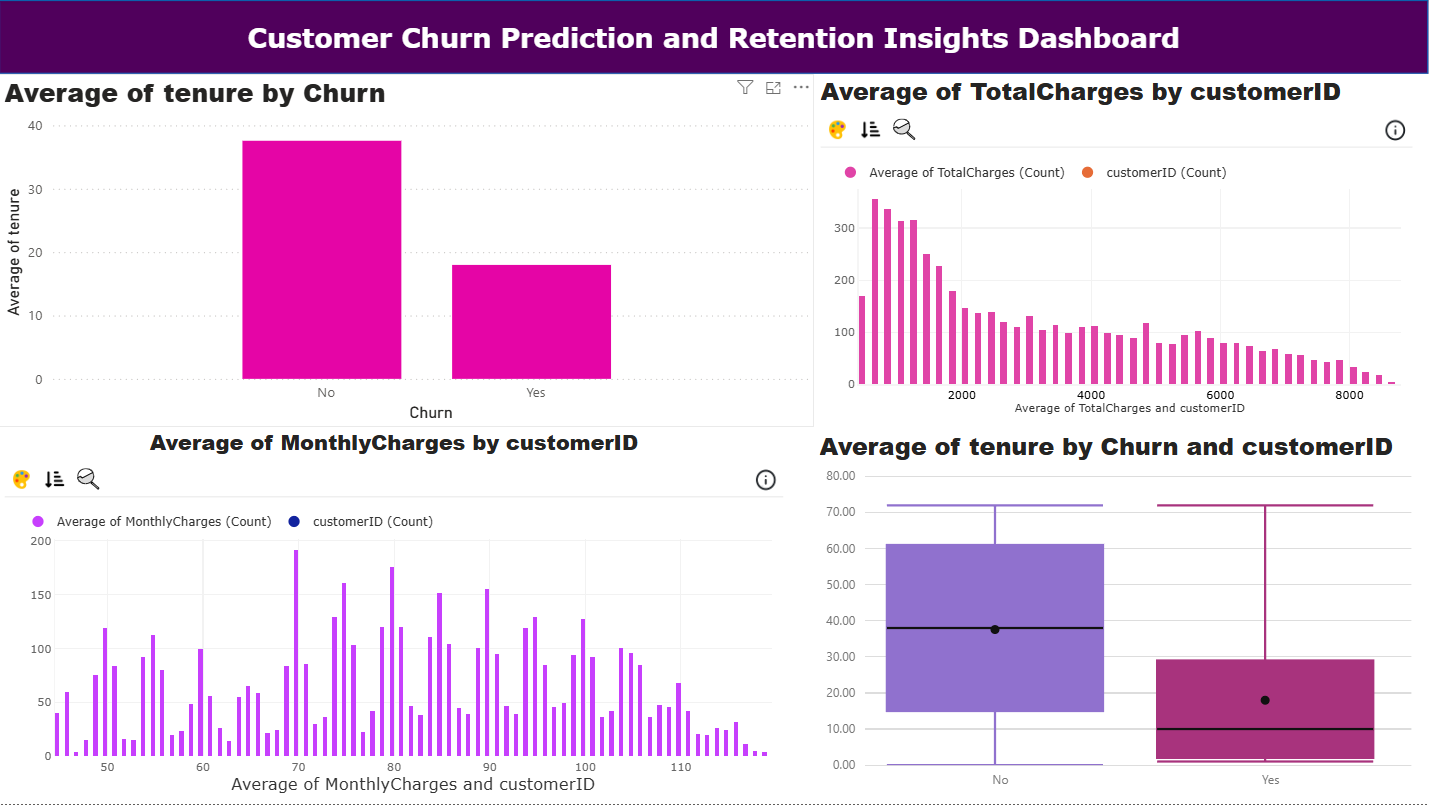 Customer Churn Prediction and Retention Insights Dashboard
Average of tenure by Churn
40
30
20
10
0
Average of tenure
No
Yes
Churn
Average of TotalCharges by customerID
Average of TotalCharges (Count)
customerID (Count)
300
200
100
0
2000
4000
6000
8000
Average of TotalCharges and customerID
Average of MonthlyCharges by customerID
Average of MonthlyCharges (Count)
customerID (Count)
200
150
100
50
0
50
60
70
80
90
100
110
Average of MonthlyCharges and customerID
Average of tenure by Churn and customerID
80.00
70.00
60.00
50.00
40.00
30.00
20.00
10.00
0.00
No
Yes